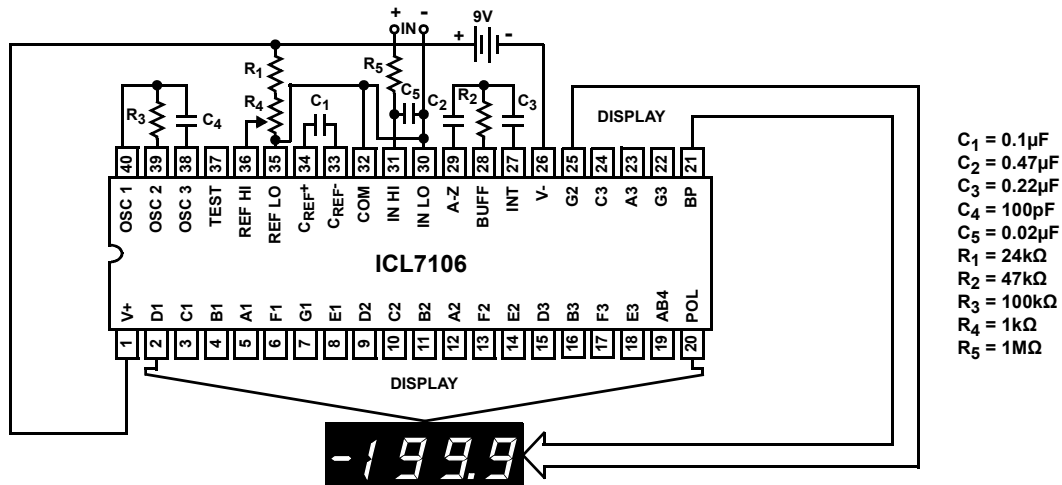 + -
IN
9V
+ -
R1
R5
C5
C2
R2
C3
R3
C4
R4
C1
DISPLAY
40 39 38 37 36 35 34 33 32 31 30 29 28 27 26 25 24 23 22 21
OSC 1
OSC 2
OSC 3
TEST
REF HI
REF LO
CREF+
CREF-
COM
IN HI
IN LO
A-Z
BUFF
INT
V-
G2
C3
A3
G3
BP
ICL7106
V+
D1
C1
B1
A1
F1
G1
E1
D2
C2
B2
A2
F2
E2
D3
B3
F3
E3
AB4
POL
1 2 3 4 5 6 7 8 9 10 11 12 13 14 15 16 17 18 19 20
DISPLAY
-199.9
C1 = 0.1µF
C2 = 0.47µF
C3 = 0.22µF
C4 = 100pF
C5 = 0.02µF
R1 = 24kΩ
R2 = 47kΩ
R3 = 100kΩ
R4 = 1kΩ
R5 = 1MΩ